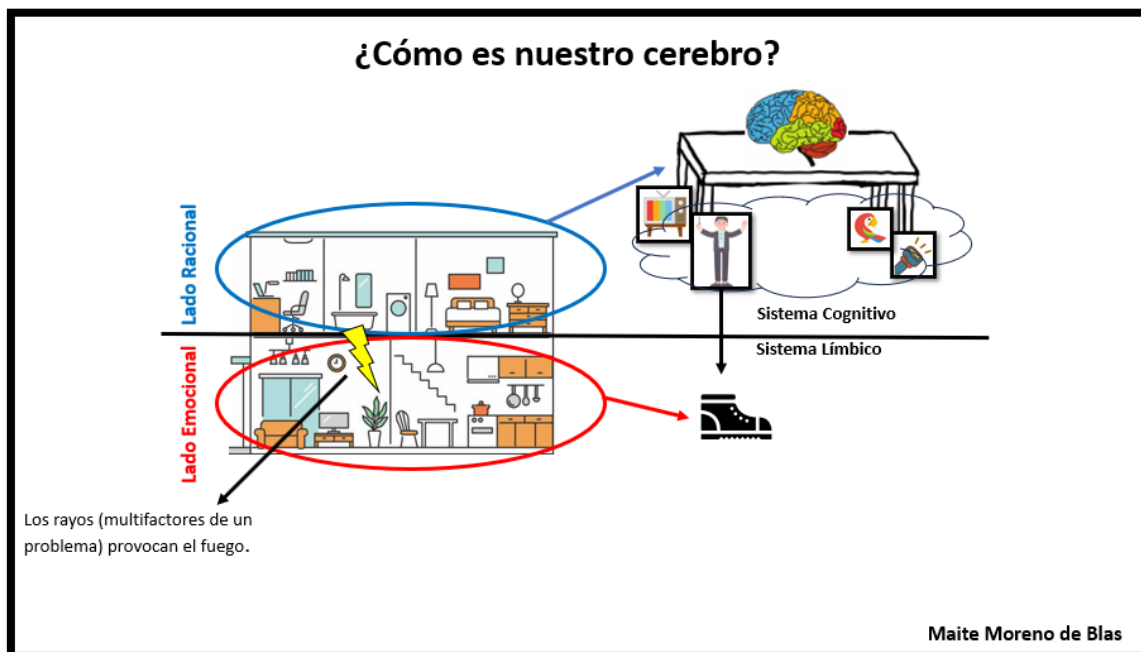 ¿Cómo es nuestro cerebro?
Lado Racional
Sistema Cognitivo
Sistema Límbico
Lado Emocional
Los rayos (multifactores de un
problema) provocan el fuego.
Maite Moreno de Blas